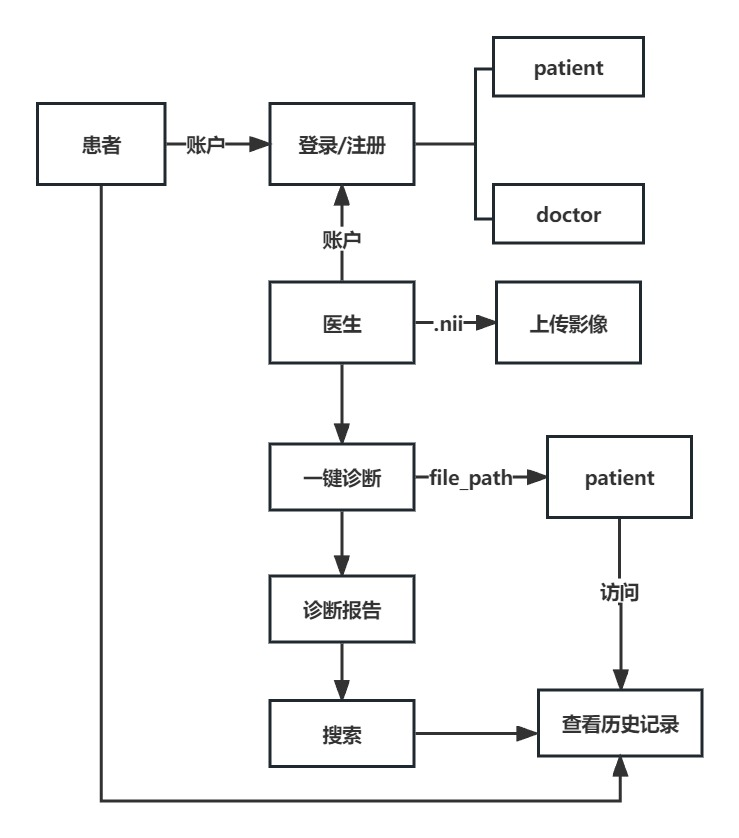 patient
患者
账户
登录/注册
doctor
账户
医生
.nii
上传影像
一键诊断
file_path
patient
访问
诊断报告
搜索
查看历史记录